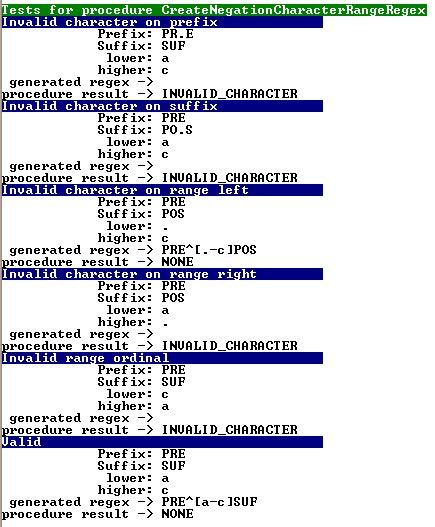 Tests for procedure CreateNegationCharacterRangeRegex
Invalid character on prefix
Prefix: PR.E
Suffix: SUF
lower: a
higher: c
generated regex ->
procedure result -> INVALID_CHARACTER
Invalid character on suffix
Prefix: PRE
Suffix: PO.S
lower: a
higher: c
generated regex ->
procedure result -> INVALID_CHARACTER
Invalid character on range left
Prefix: PRE
Suffix: POS
lower: .
higher: c
generated regex -> PRE^[.-c]POS
procedure result -> NONE
Invalid character on range right
Prefix: PRE
Suffix: POS
lower: a
higher: .
generated regex ->
procedure result -> INVALID_CHARACTER
Invalid range ordinal
Prefix: PRE
Suffix: SUF
lower: c
higher: a
generated regex ->
procedure result -> INVALID_CHARACTER
Valid
Prefix: PRE
Suffix: SUF
lower: a
higher: c
generated regex -> PRE^[a-c]SUF
procedure result -> NONE